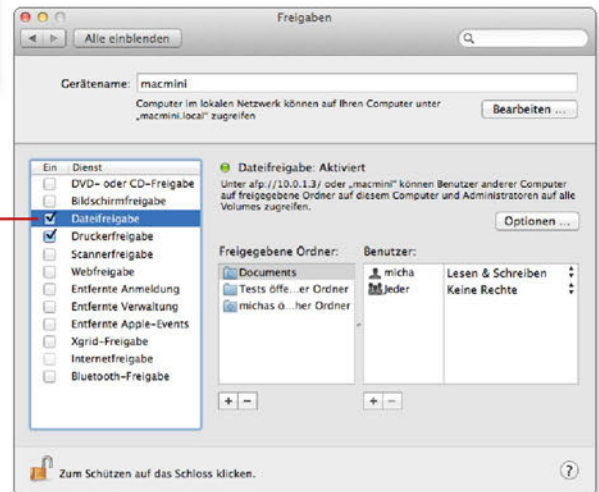 Freigaben
Alle einblenden
Gerätename: macmini
Computer im lokalen Netzwerk können auf Ihren Computer unter
„macmini.local“ zugreifen
Bearbeiten ...
Ein Dienst
DVD- oder CD-Freigabe
Bildschirmfreigabe
Dateifreigabe
Druckerfreigabe
Scannerfreigabe
Webfreigabe
Entfernte Anmeldung
Entfernte Verwaltung
Entfernte Apple-Events
Xgrid-Freigabe
Internetfreigabe
Bluetooth-Freigabe
Dateifreigabe: Aktiviert
Unter afp://10.0.1.3/ oder „macmini“ können Benutzer anderer Computer
auf freigegebene Ordner auf diesem Computer und Administratoren auf alle
Volumes zugreifen.
Optionen ...
Freigegebene Ordner:
Documents
Tests öffe...er Ordner
michas ö...her Ordner
+ −
Benutzer:
micha Lesen & Schreiben
Jeder Keine Rechte
+ −
Zum Schützen auf das Schloss klicken.
?